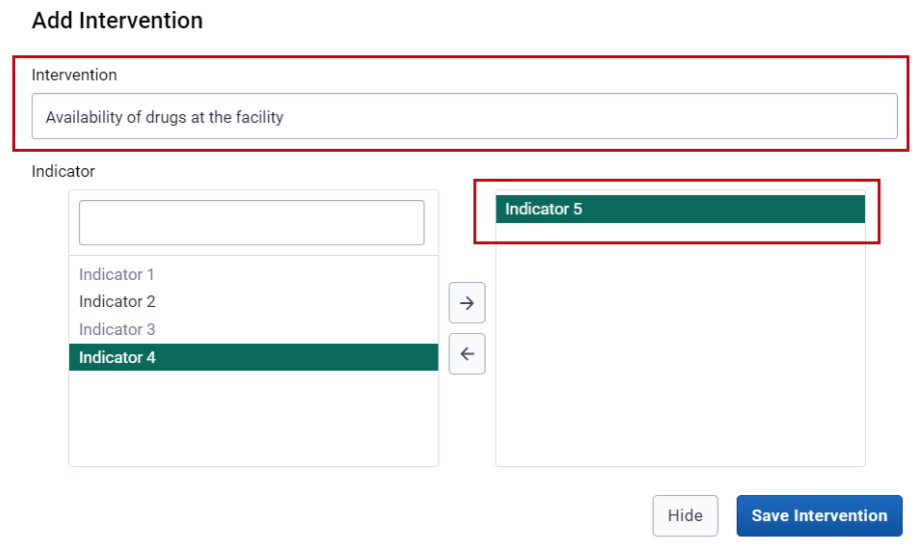 Add Intervention
Intervention
Availability of drugs at the facility
Indicator
Indicator 1
Indicator 2
Indicator 3
Indicator 4
Indicator 5
Hide
Save Intervention